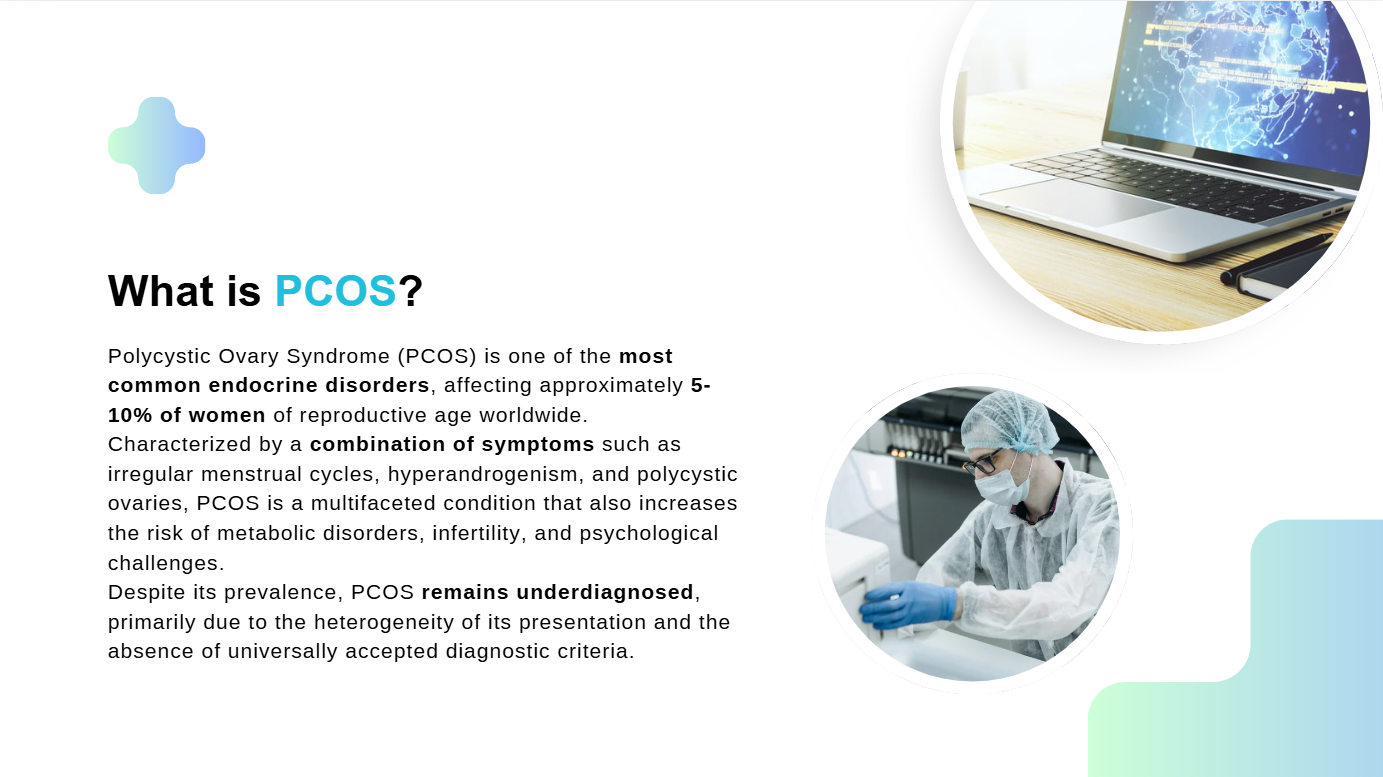 What is PCOS?
Polycystic Ovary Syndrome (PCOS) is one of the most
common endocrine disorders, affecting approximately 5-
10% of women of reproductive age worldwide.
Characterized by a combination of symptoms such as
irregular menstrual cycles, hyperandrogenism, and polycystic
ovaries, PCOS is a multifaceted condition that also increases
the risk of metabolic disorders, infertility, and psychological
challenges.
Despite its prevalence, PCOS remains underdiagnosed,
primarily due to the heterogeneity of its presentation and the
absence of universally accepted diagnostic criteria.